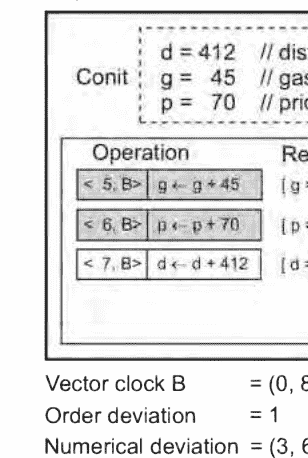 d = 412 // dis
Conit g = 45 // gas
p = 70 // pri
Operation Re
< 5, B> g ← g + 45 [ g =
< 6, B> p ← p + 70 [ p =
< 7, B> d ← d + 412 [ d =
Vector clock B = (0, 8
Order deviation = 1
Numerical deviation = (3, 6